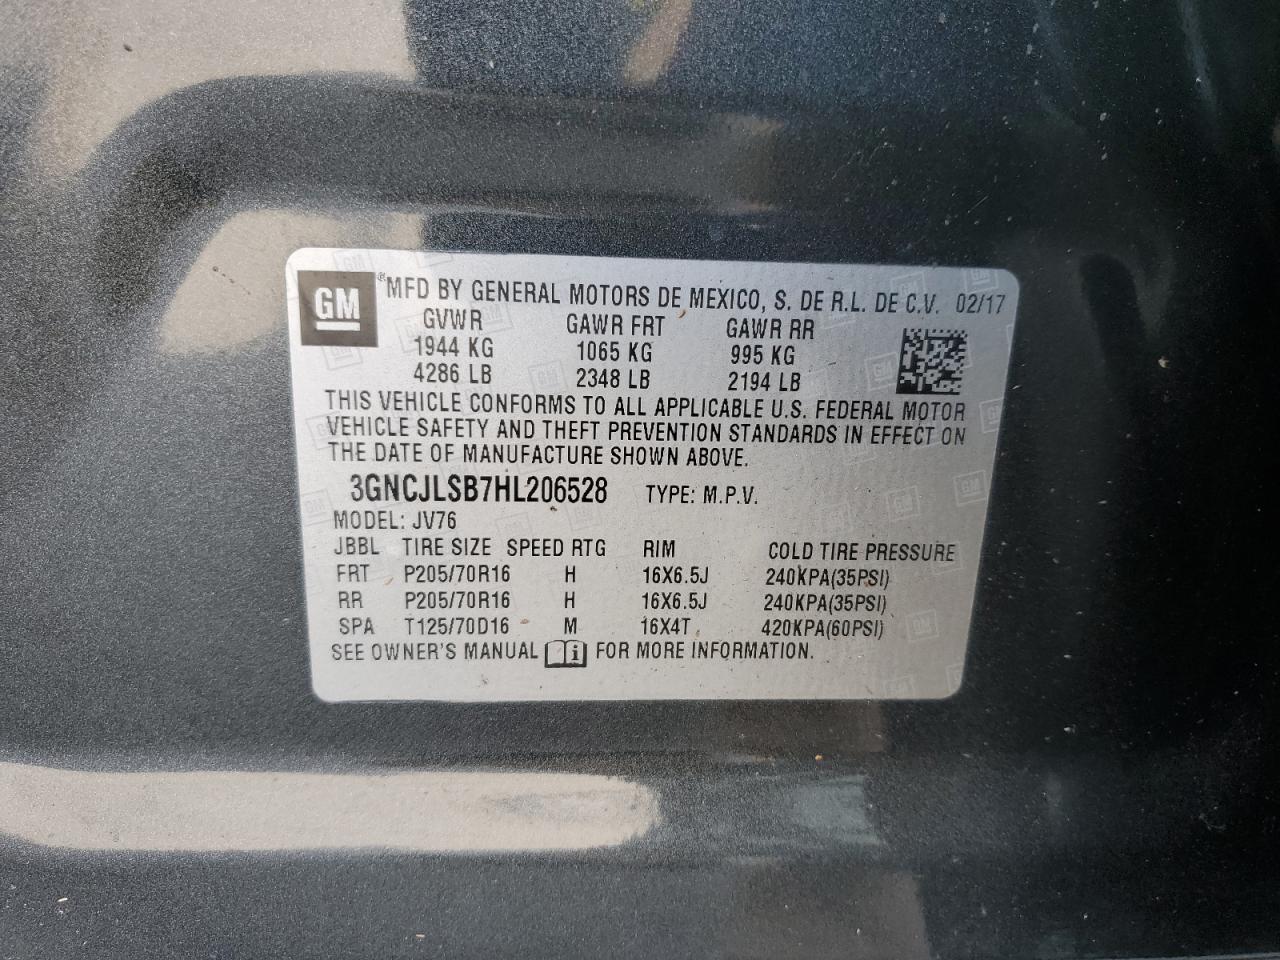 GM ® MFD BY GENERAL MOTORS DE MEXICO, S. DE R.L. DE C.V. 02/17
GVWR GAWR FRT GAWR RR
1944 KG 1065 KG 995 KG
4286 LB 2348 LB 2194 LB
THIS VEHICLE CONFORMS TO ALL APPLICABLE U.S. FEDERAL MOTOR
VEHICLE SAFETY AND THEFT PREVENTION STANDARDS IN EFFECT ON
THE DATE OF MANUFACTURE SHOWN ABOVE.
3GNCJLSB7HL206528 TYPE: M.P.V.
MODEL: JV76
JBBL TIRE SIZE SPEED RTG RIM COLD TIRE PRESSURE
FRT P205/70R16 H 16X6.5J 240KPA(35PSI)
RR P205/70R16 H 16X6.5J 240KPA(35PSI)
SPA T125/70D16 M 16X4T 420KPA(60PSI)
SEE OWNER'S MANUAL i FOR MORE INFORMATION.